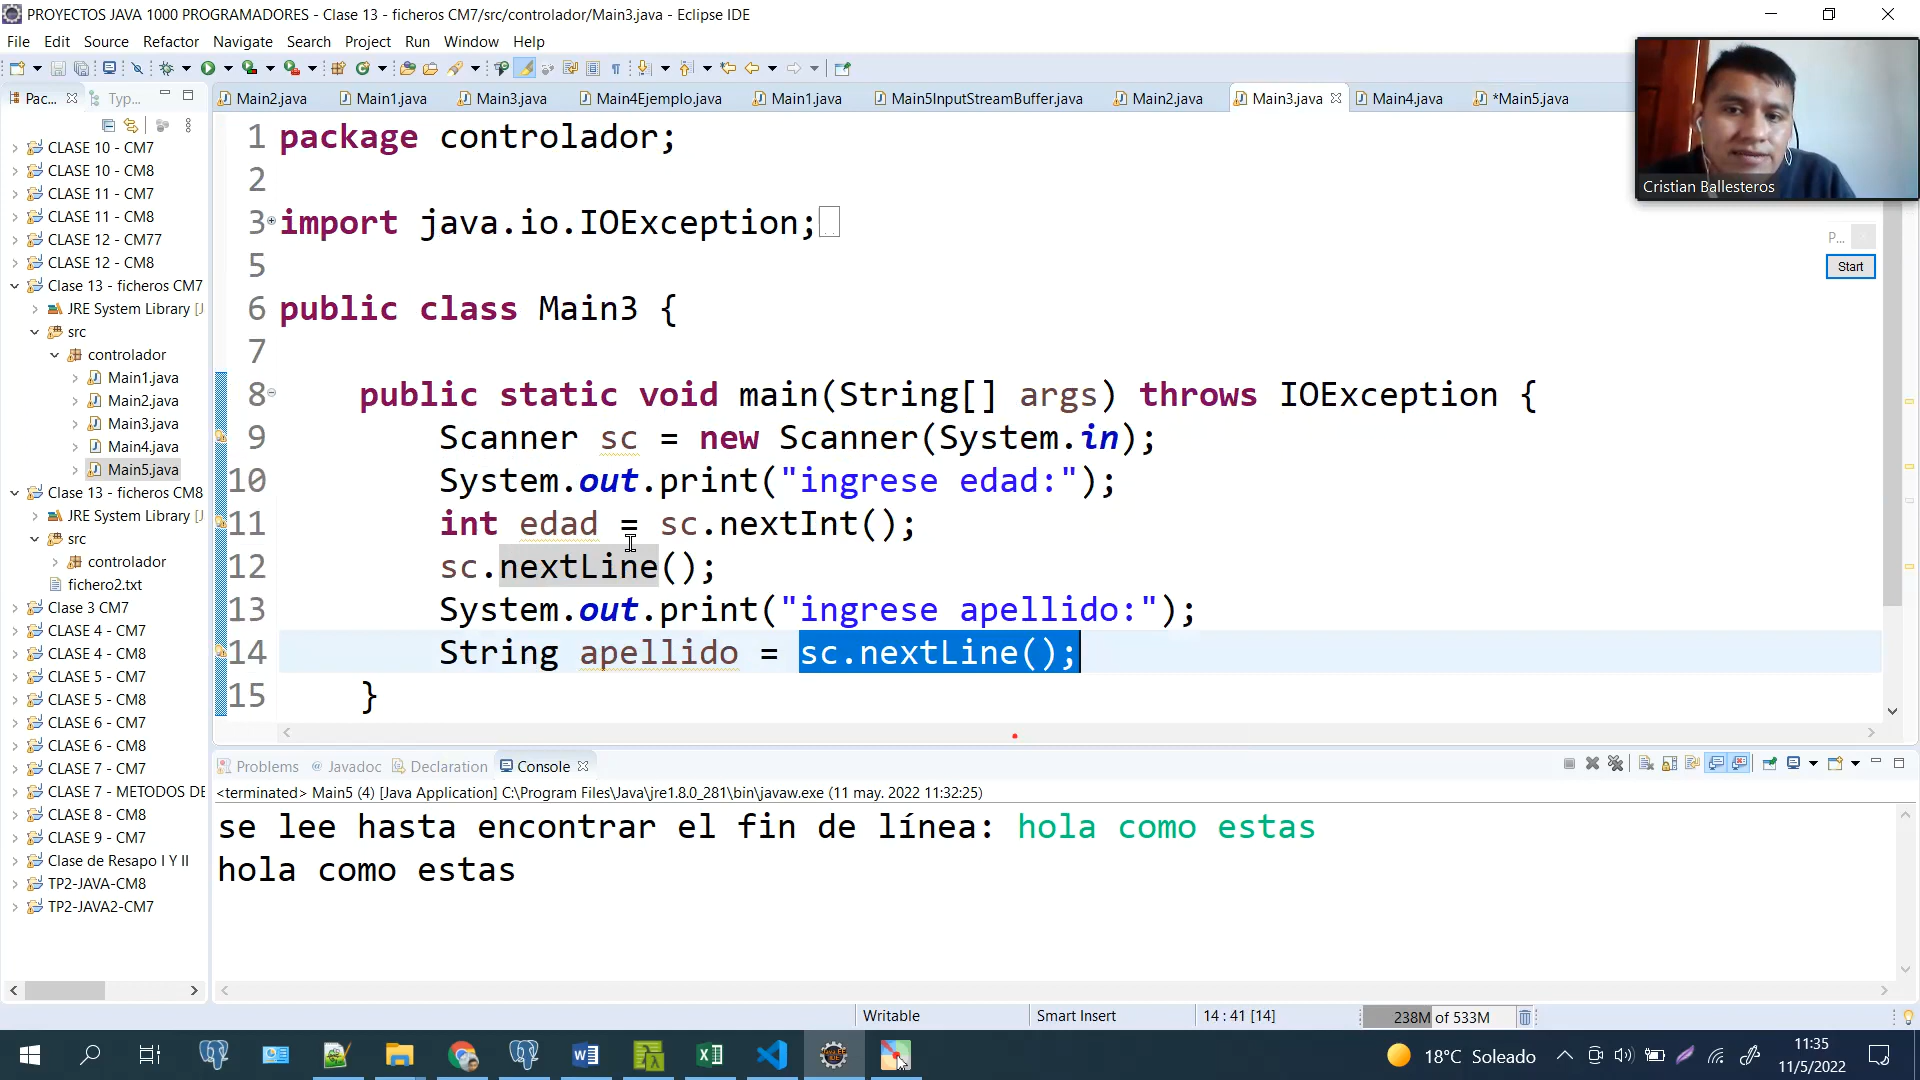 PROYECTOS JAVA 1000 PROGRAMADORES - Clase 13 - ficheros CM7/src/controlador/Main3.java - Eclipse IDE
File Edit Source Refactor Navigate Search Project Run Window Help
Pac... Typ...
Main2.java Main1.java Main3.java Main4Ejemplo.java Main1.java Main5InputStreamBuffer.java Main2.java Main3.java Main4.java *Main5.java
CLASE 10 - CM7
CLASE 10 - CM8
CLASE 11 - CM7
CLASE 11 - CM8
CLASE 12 - CM77
CLASE 12 - CM8
Clase 13 - ficheros CM7
JRE System Library [J
src
controlador
Main1.java
Main2.java
Main3.java
Main4.java
Main5.java
Clase 13 - ficheros CM8
JRE System Library [J
src
controlador
fichero2.txt
Clase 3 CM7
CLASE 4 - CM7
CLASE 4 - CM8
CLASE 5 - CM7
CLASE 5 - CM8
CLASE 6 - CM7
CLASE 6 - CM8
CLASE 7 - CM7
CLASE 7 - METODOS DE
CLASE 8 - CM8
CLASE 9 - CM7
Clase de Resapo I Y II
TP2-JAVA-CM8
TP2-JAVA2-CM7
1 package controlador;
2
3 import java.io.IOException;
5
6 public class Main3 {
7
8 public static void main(String[] args) throws IOException {
9 Scanner sc = new Scanner(System.in);
10 System.out.print("ingrese edad:");
11 int edad = sc.nextInt();
12 sc.nextLine();
13 System.out.print("ingrese apellido:");
14 String apellido = sc.nextLine();
15 }
Cristian Ballesteros
P...
Start
Problems @ Javadoc Declaration Console
<terminated> Main5 (4) [Java Application] C:\Program Files\Java\jre1.8.0_281\bin\javaw.exe (11 may. 2022 11:32:25)
se lee hasta encontrar el fin de línea: hola como estas
hola como estas
Writable Smart Insert 14 : 41 [14] 238M of 533M
18°C Soleado
11:35
11/5/2022